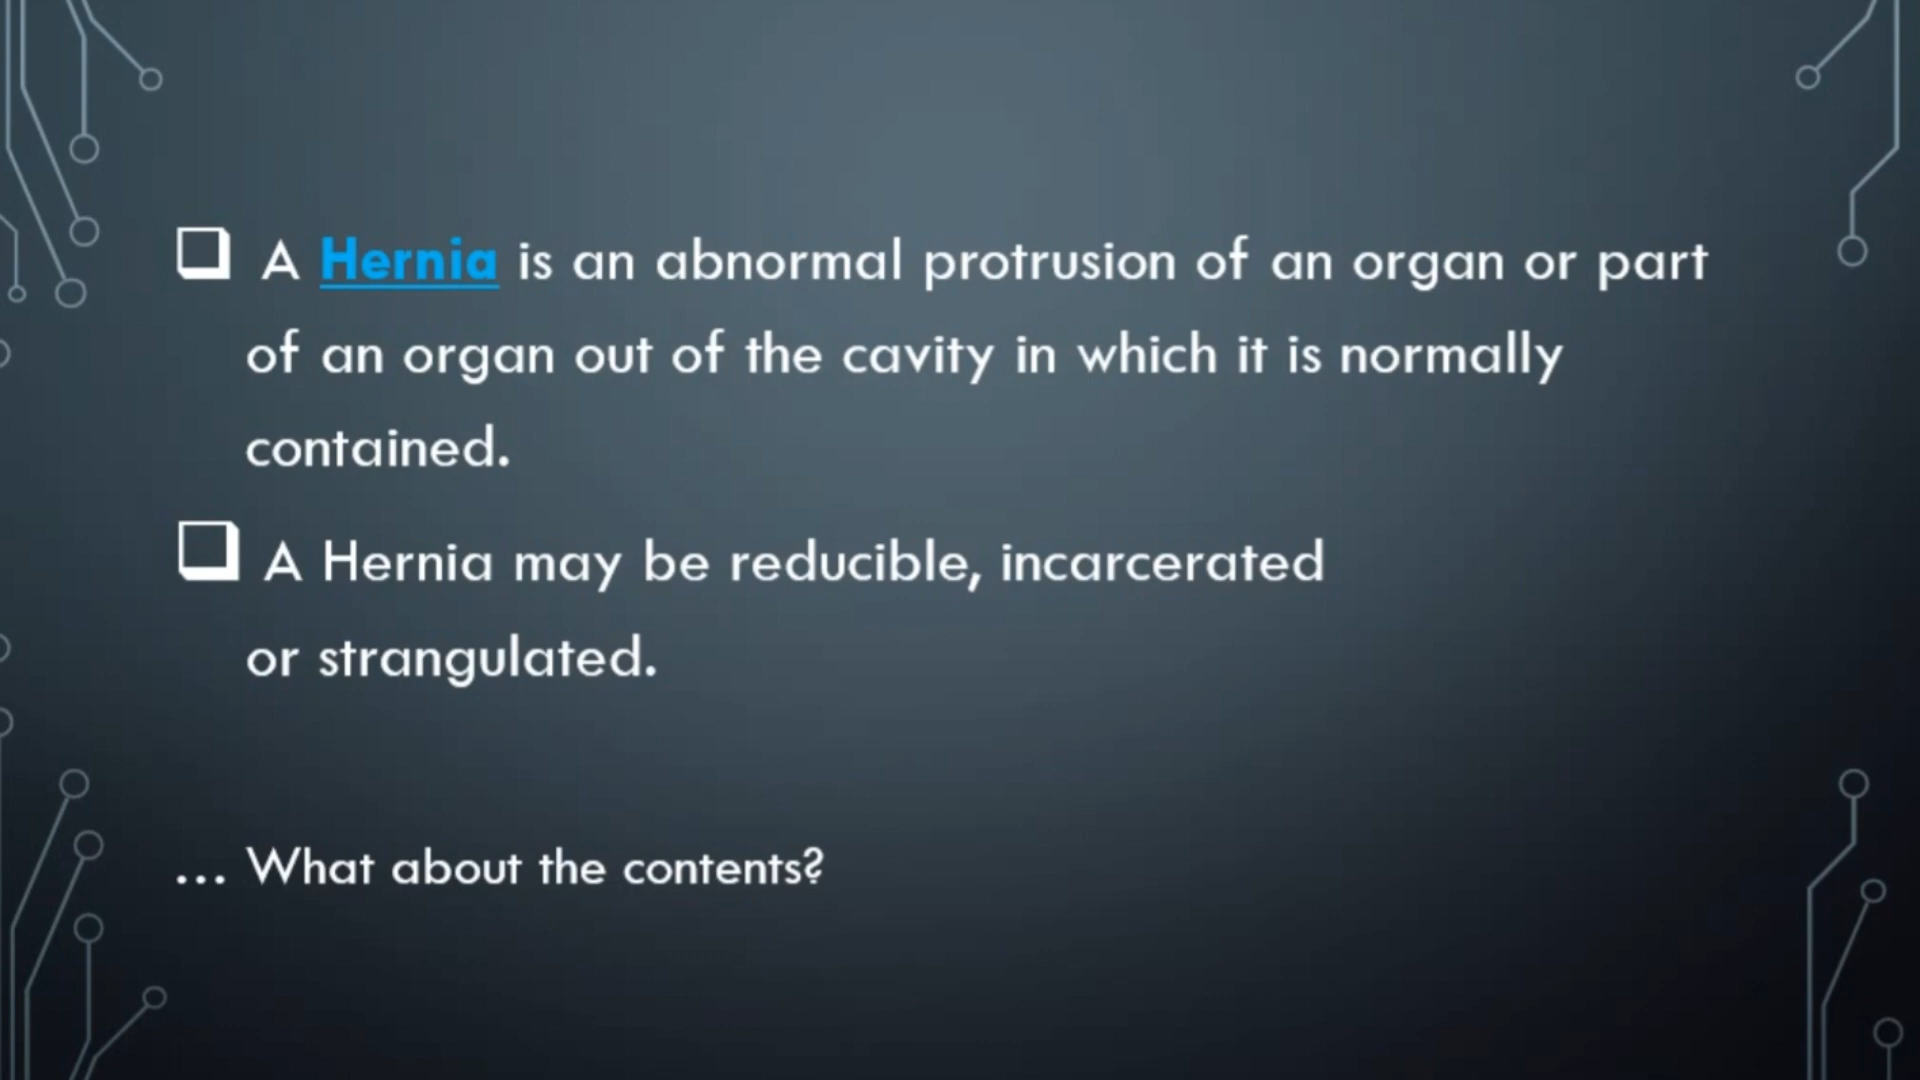 ❑ A Hernia is an abnormal protrusion of an organ or part
of an organ out of the cavity in which it is normally
contained.
❑ A Hernia may be reducible, incarcerated
or strangulated.
... What about the contents?